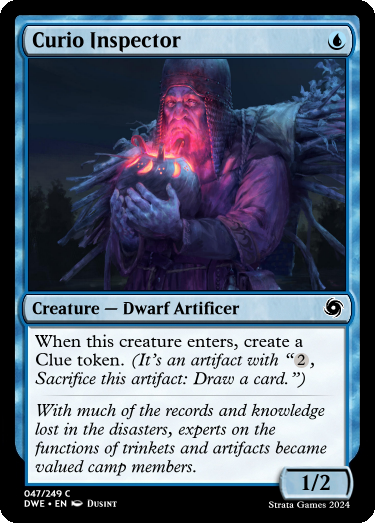 Curio Inspector
Creature — Dwarf Artificer
When this creature enters, create a
Clue token. (It's an artifact with “2,
Sacrifice this artifact: Draw a card.”)
With much of the records and knowledge
lost in the disasters, experts on the
functions of trinkets and artifacts became
valued camp members.
1/2
047/249 C
DWE • EN Dusint
Strata Games 2024